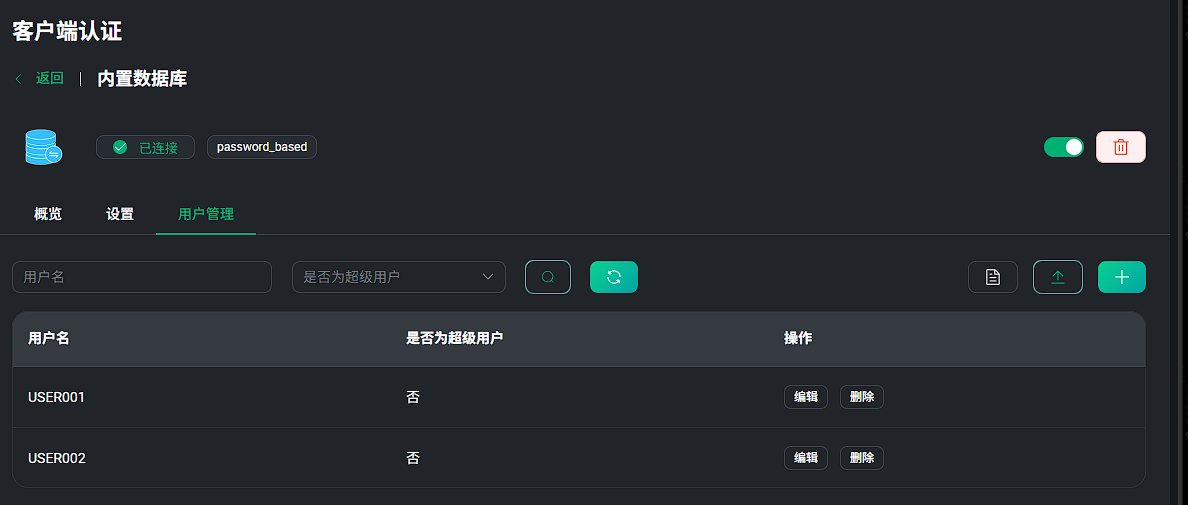 客户端认证
返回 | 内置数据库
已连接 password_based
概览 设置 用户管理
用户名 是否为超级用户
用户名 是否为超级用户 操作
USER001 否 编辑 删除
USER002 否 编辑 删除